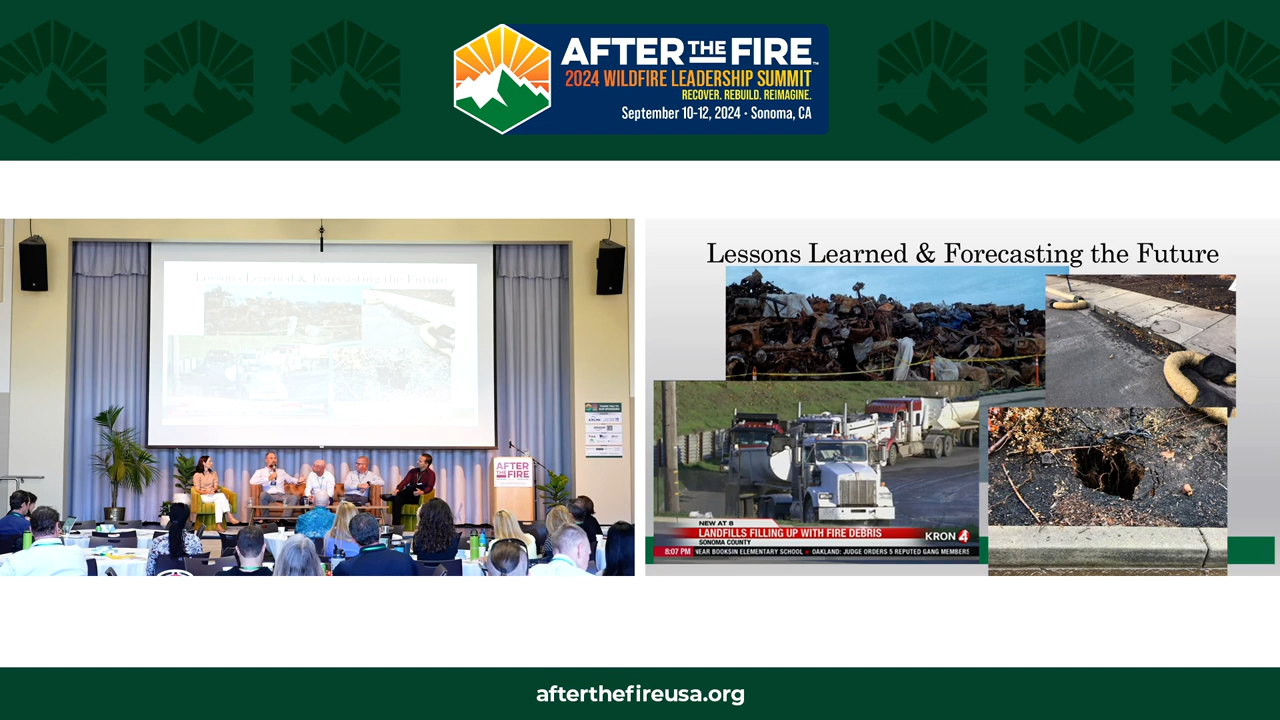 AFTER THE FIRE™
2024 WILDFIRE LEADERSHIP SUMMIT
RECOVER. REBUILD. REIMAGINE.
September 10-12, 2024 · Sonoma, CA
Lessons Learned & Forecasting the Future
AFTER
THE FIRE
Lessons Learned & Forecasting the Future
NEW AT 8
LANDFILLS FILLING UP WITH FIRE DEBRIS
SONOMA COUNTY
KRON 4
8:07 PM
NEAR BOOKSIN ELEMENTARY SCHOOL
OAKLAND: JUDGE ORDERS 5 REPUTED GANG MEMBERS
afterthefireusa.org